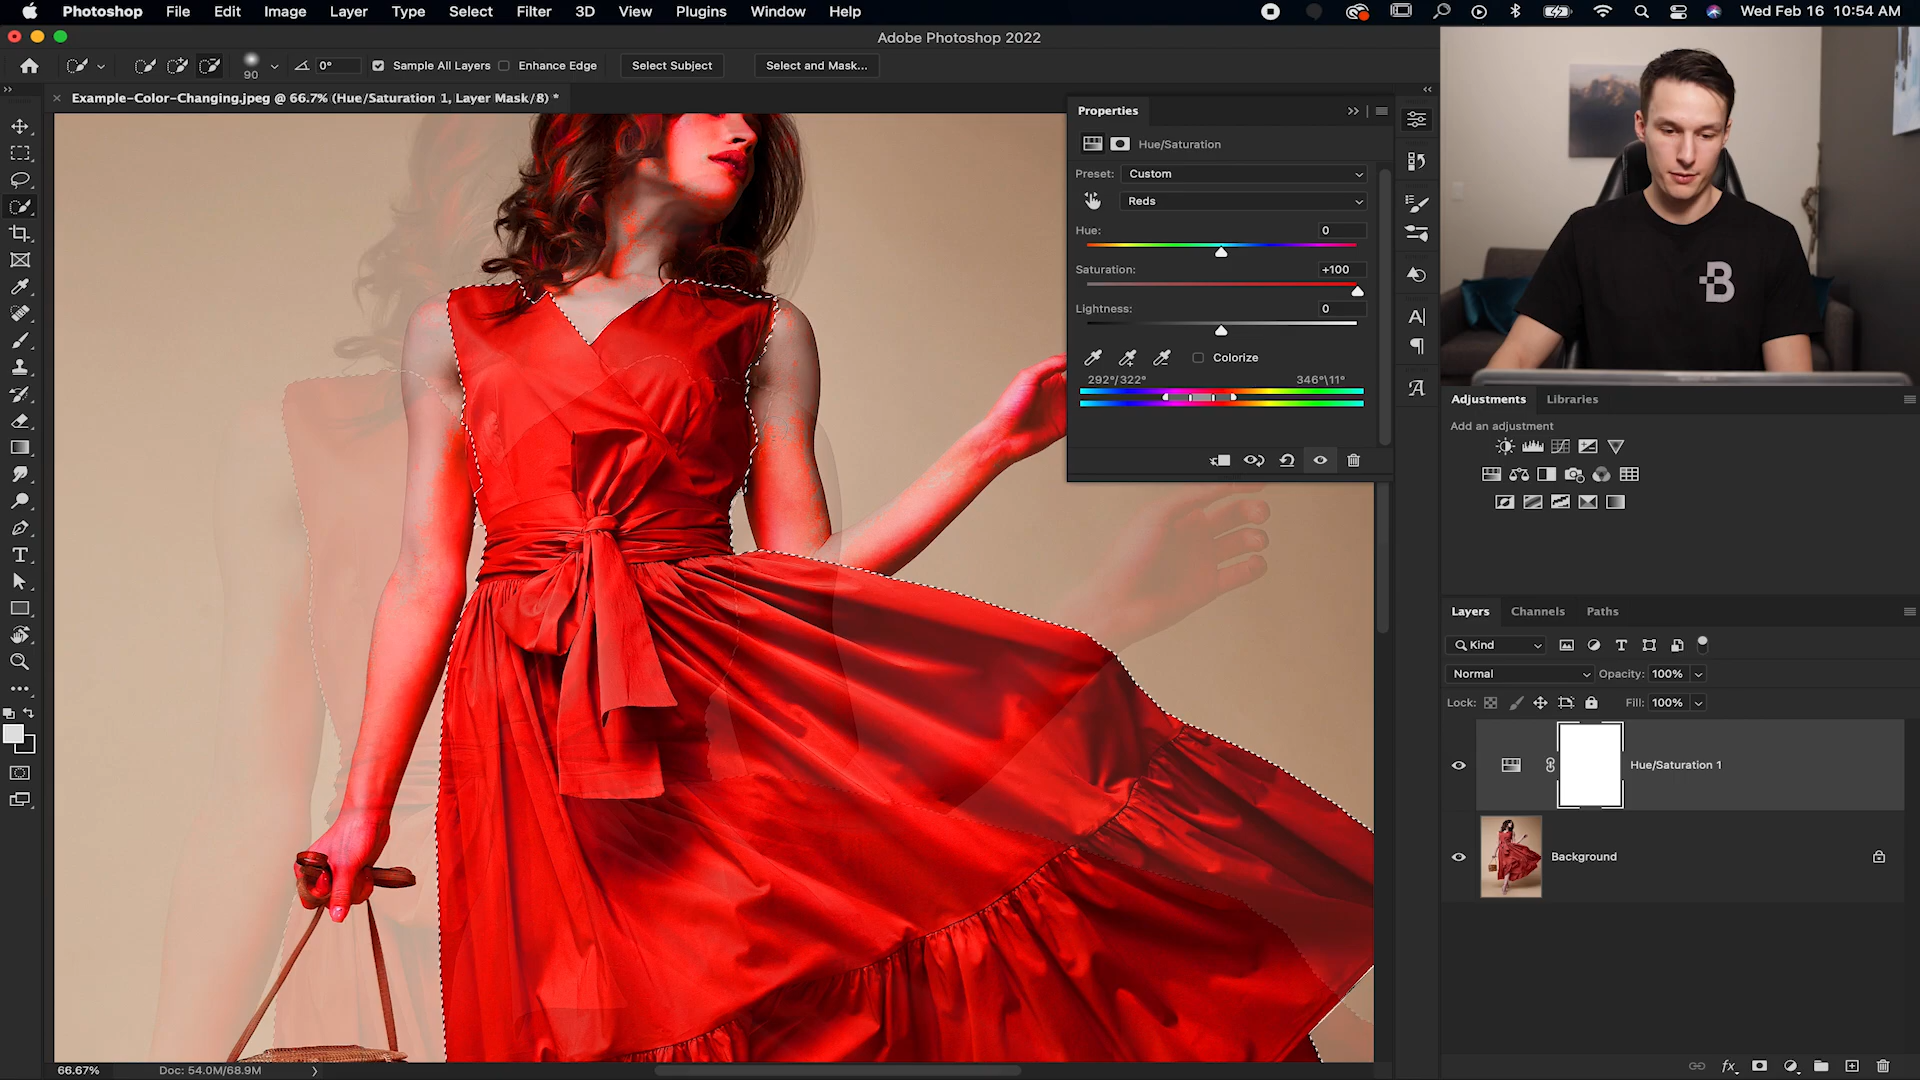 Photoshop File Edit Image Layer Type Select Filter 3D View Plugins Window Help Wed Feb 16 10:54 AM
Adobe Photoshop 2022
90 0° Sample All Layers Enhance Edge Select Subject Select and Mask...
Example-Color-Changing.jpeg @ 66.7% (Hue/Saturation 1, Layer Mask/8) *
Properties
Hue/Saturation
Preset: Custom
Reds
Hue: 0
Saturation: +100
Lightness: 0
Colorize
292°/322° 346°\11°
B
Adjustments Libraries
Add an adjustment
Layers Channels Paths
Kind
Normal Opacity: 100%
Lock: Fill: 100%
Hue/Saturation 1
Background
66.67% Doc: 54.0M/68.9M